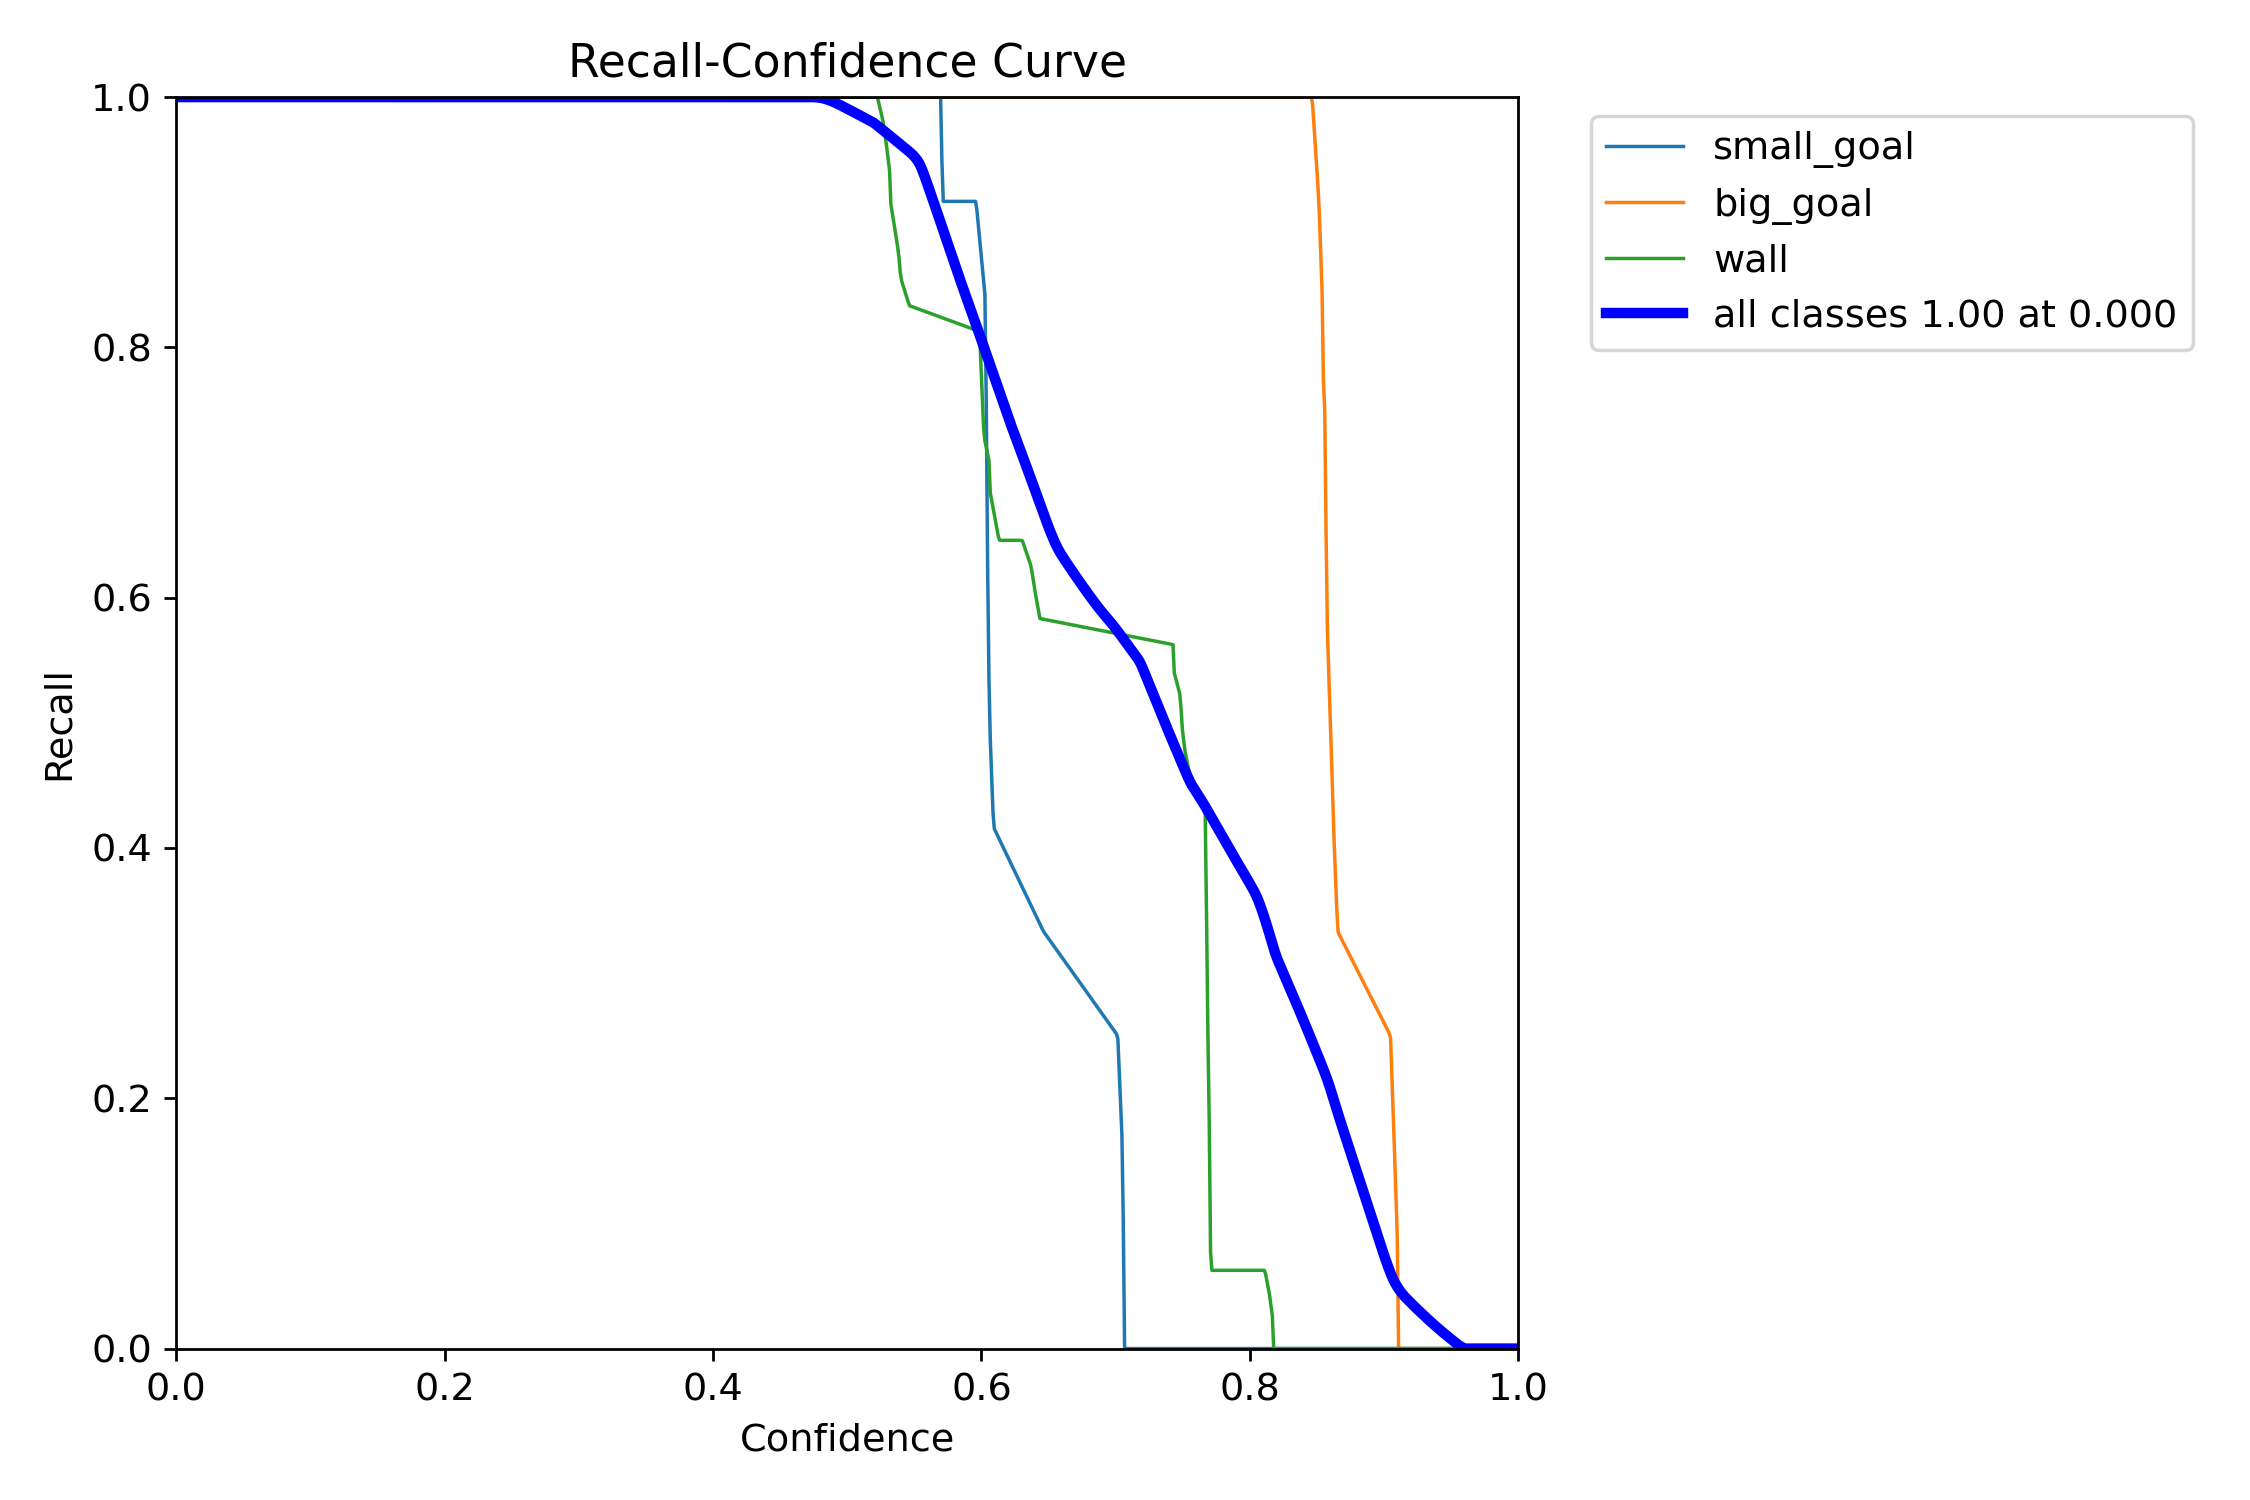 Recall-Confidence Curve
1.0
0.8
0.6
0.4
0.2
0.0
Recall
0.0 0.2 0.4 0.6 0.8 1.0
Confidence
small_goal
big_goal
wall
all classes 1.00 at 0.000